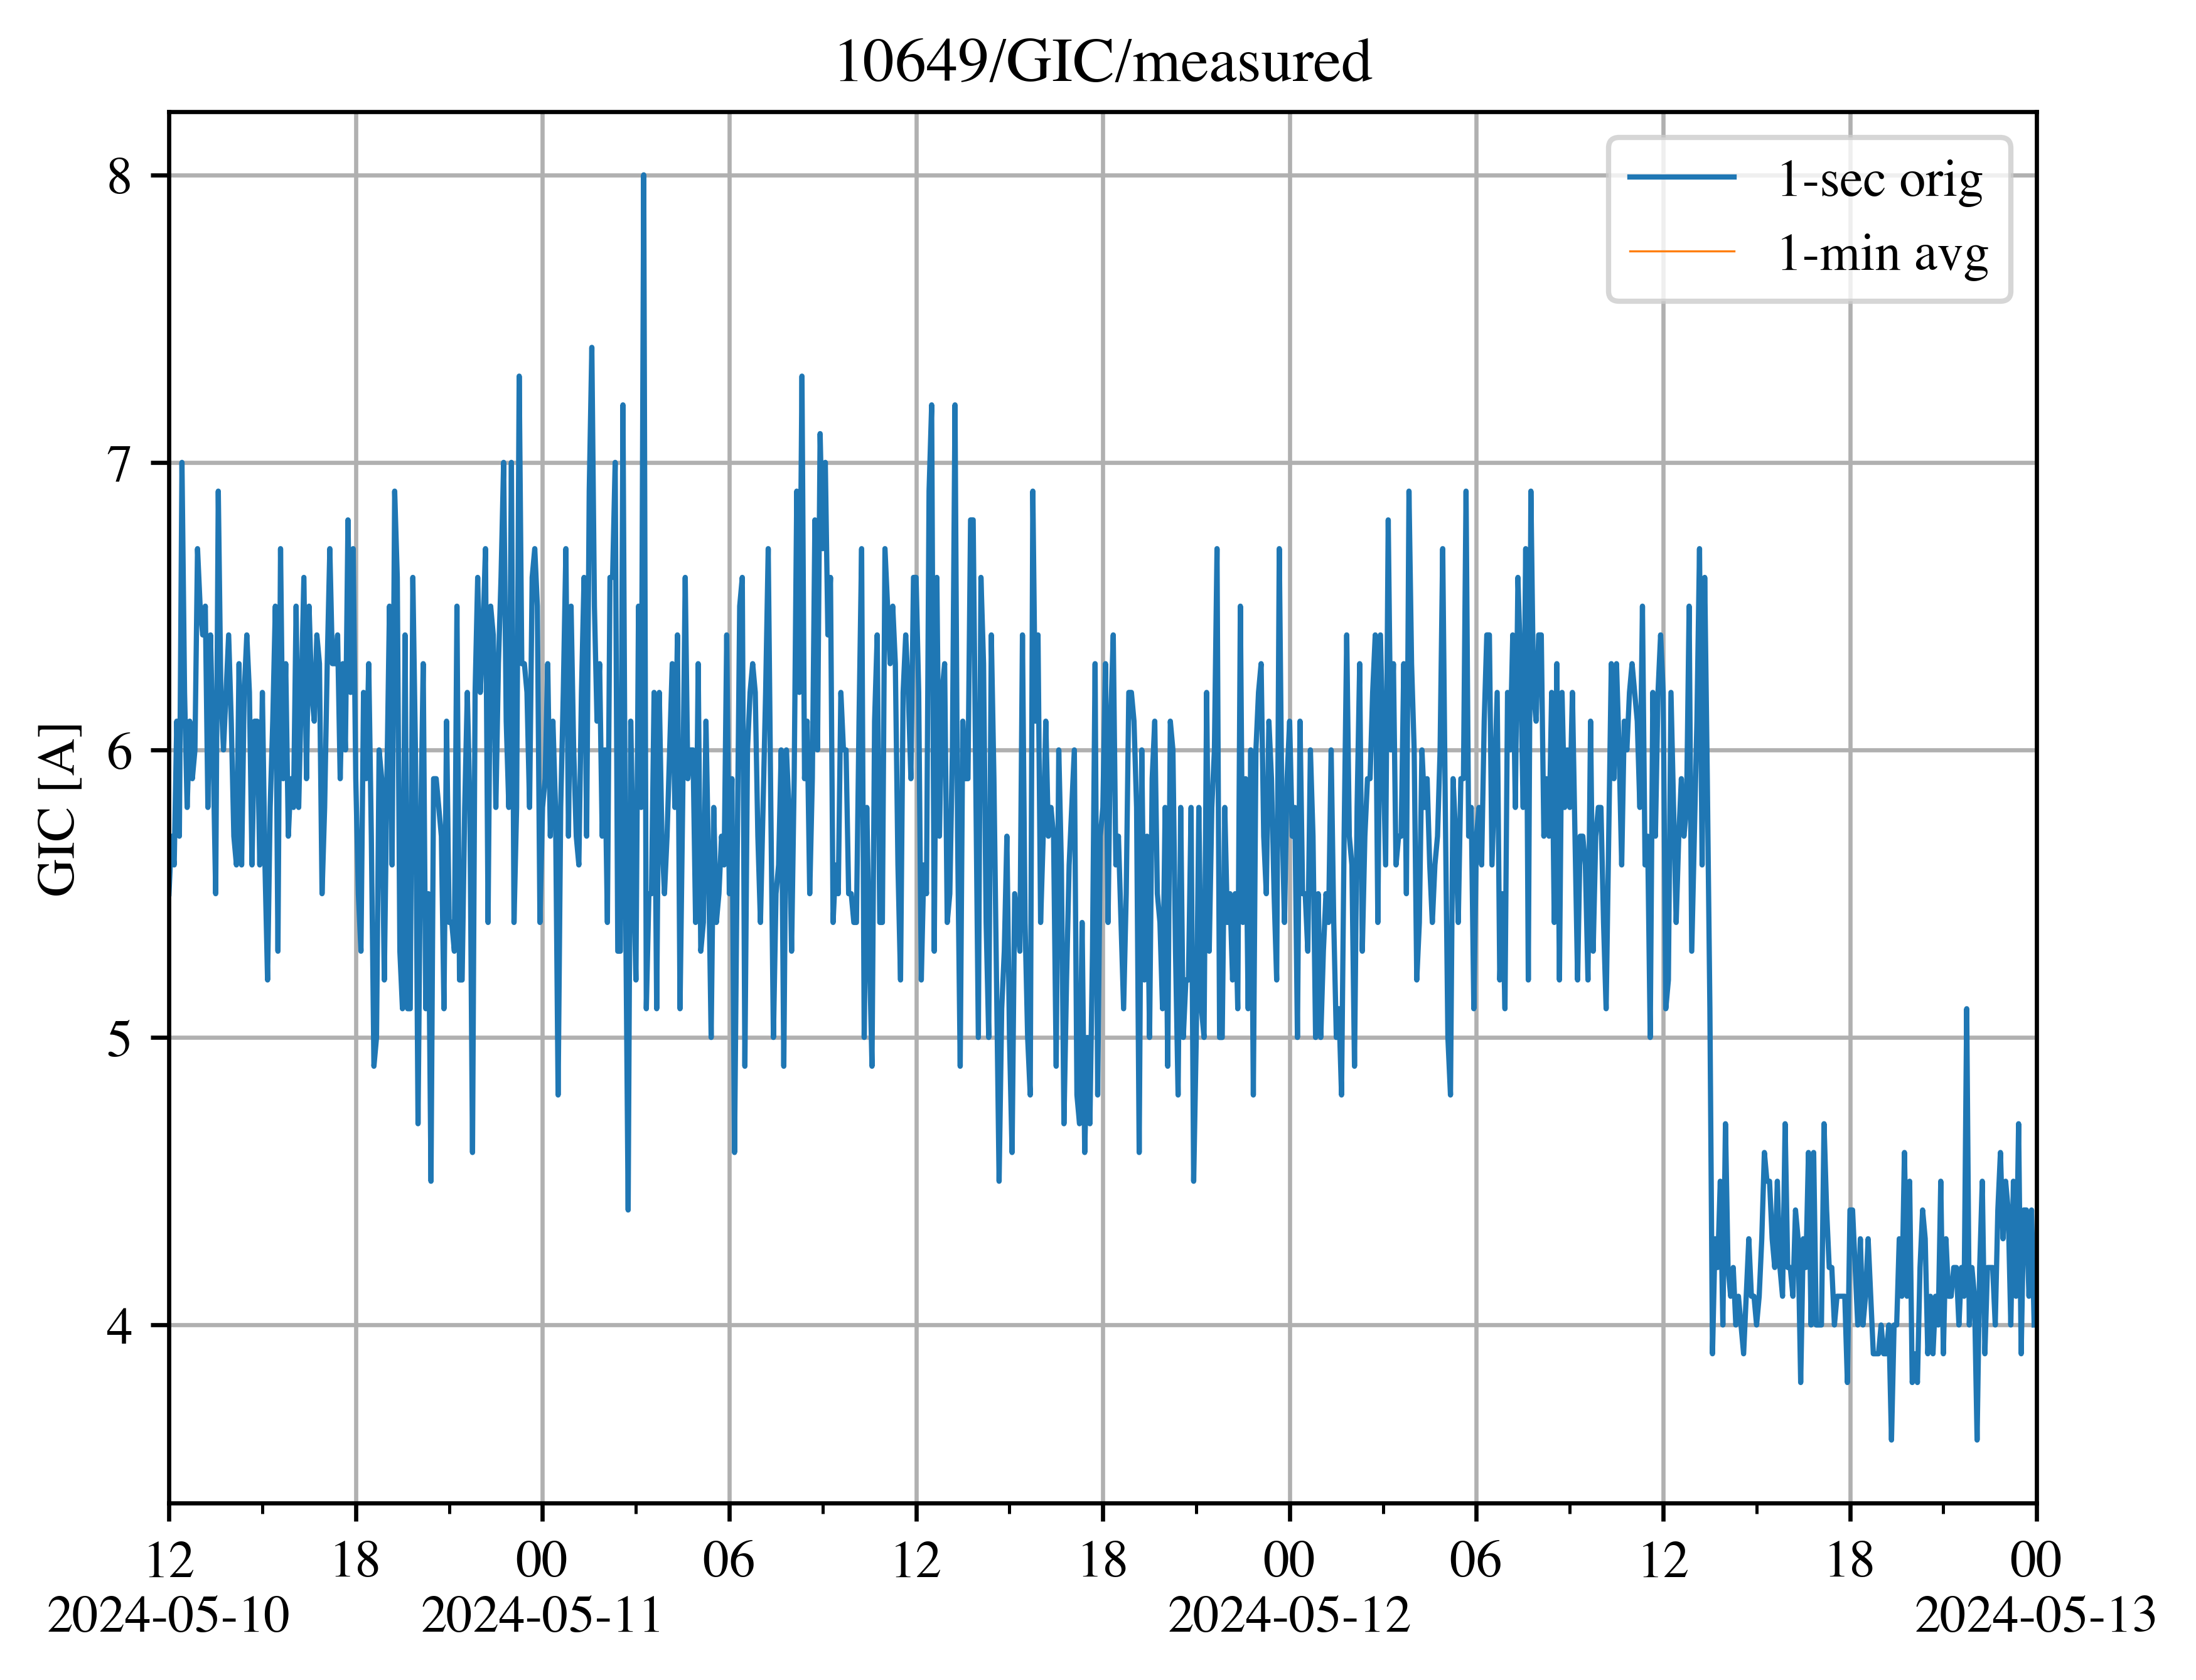 10649/GIC/measured
1-sec orig
1-min avg
GIC [A]
8
7
6
5
4
12 18 00 06 12 18 00 06 12 18 00
2024-05-10 2024-05-11 2024-05-12 2024-05-13